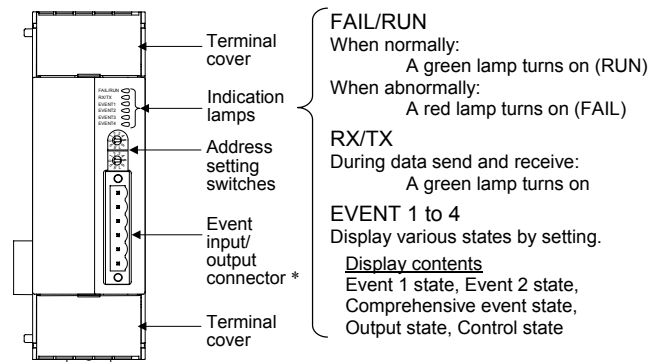 Terminal
cover
FAIL/RUN
RX/TX
EVENT1
EVENT2
EVENT3
EVENT4
Indication
lamps
Address
setting
switches
Event
input/
output
connector *
Terminal
cover
FAIL/RUN
When normally:
A green lamp turns on (RUN)
When abnormally:
A red lamp turns on (FAIL)
RX/TX
During data send and receive:
A green lamp turns on
EVENT 1 to 4
Display various states by setting.
Display contents
Event 1 state, Event 2 state,
Comprehensive event state,
Output state, Control state